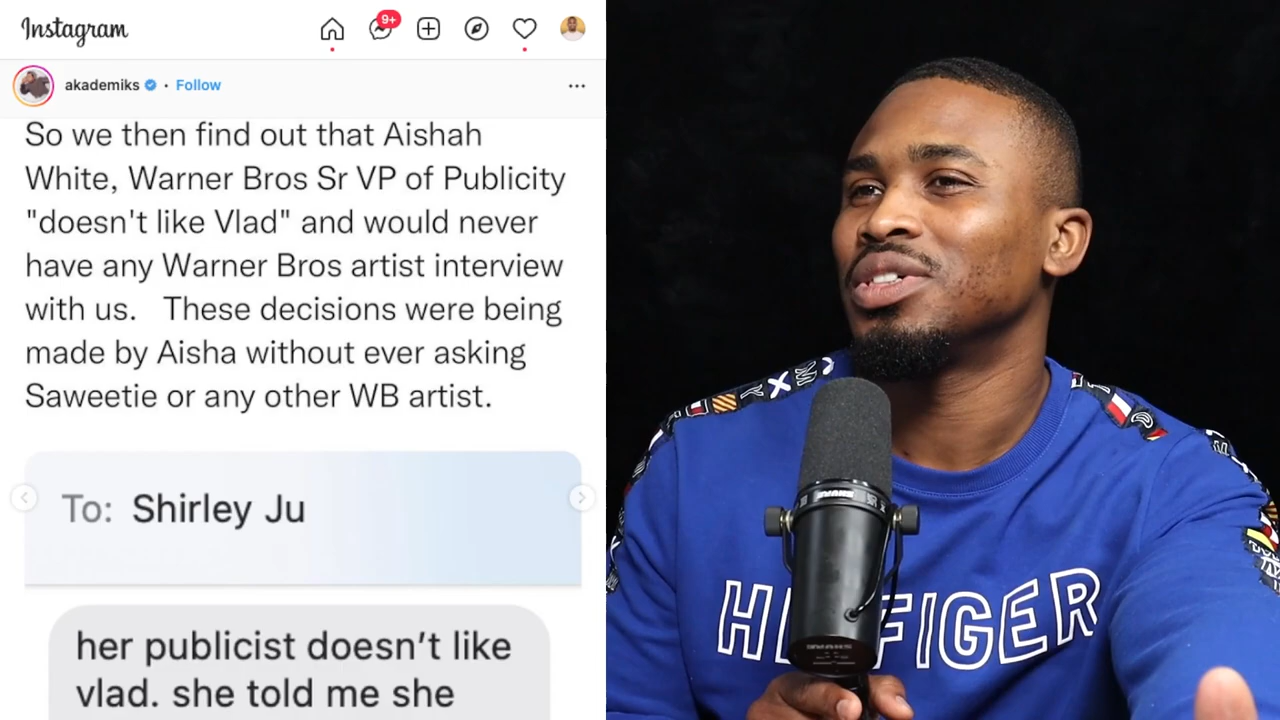 Instagram
9+
akademiks • Follow
So we then find out that Aishah
White, Warner Bros Sr VP of Publicity
"doesn't like Vlad" and would never
have any Warner Bros artist interview
with us.   These decisions were being
made by Aisha without ever asking
Saweetie or any other WB artist.
To: Shirley Ju
her publicist doesn’t like
vlad. she told me she
SHURE
HI FIGER